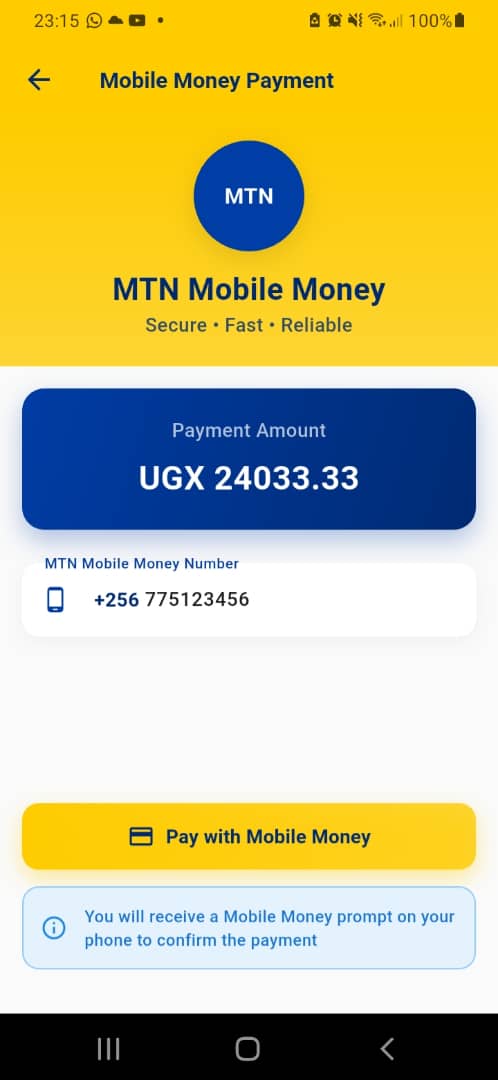 23:15 100%
Mobile Money Payment
MTN
MTN Mobile Money
Secure • Fast • Reliable
Payment Amount
UGX 24033.33
MTN Mobile Money Number
+256 775123456
Pay with Mobile Money
You will receive a Mobile Money prompt on your
phone to confirm the payment